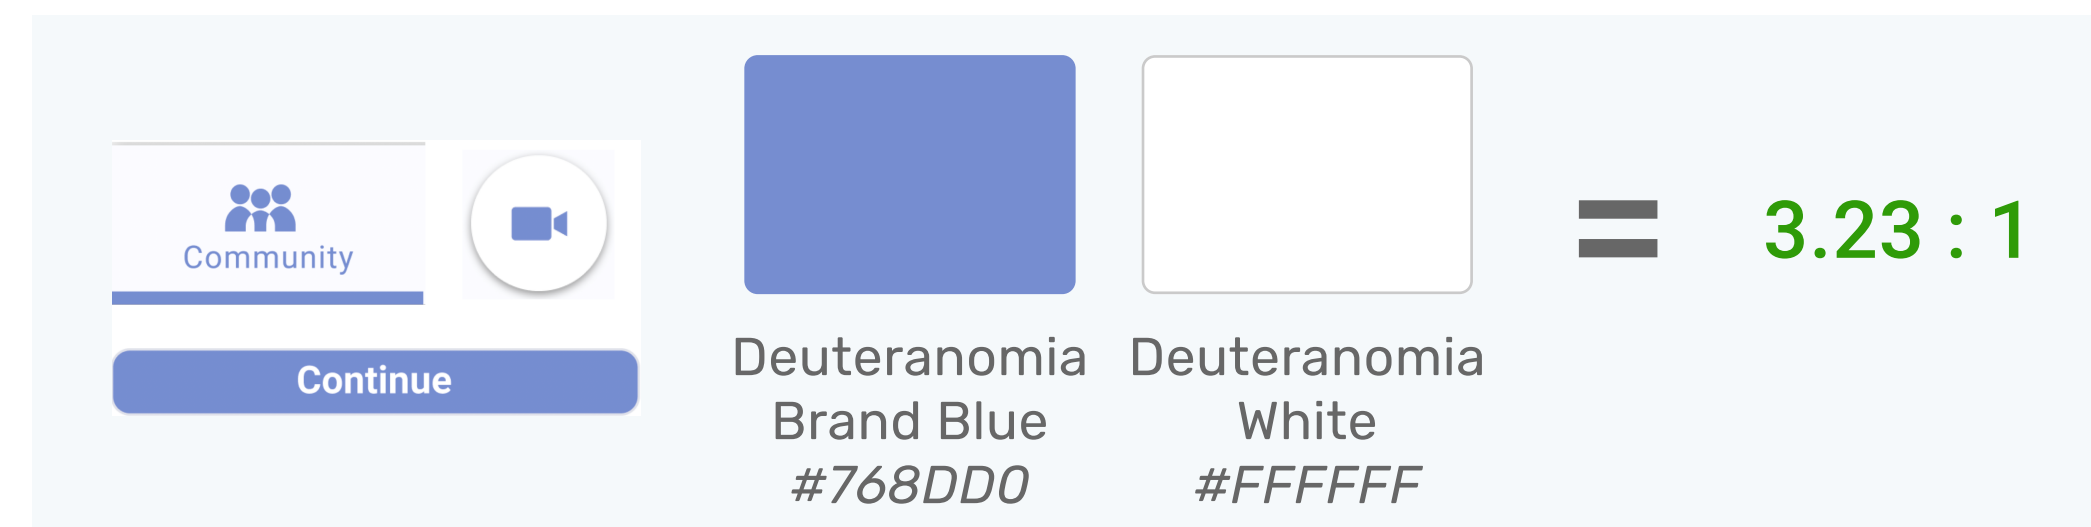 Community
Continue
Deuteranomia
Brand Blue
#768DD0
Deuteranomia
White
#FFFFFF
= 3.23 : 1